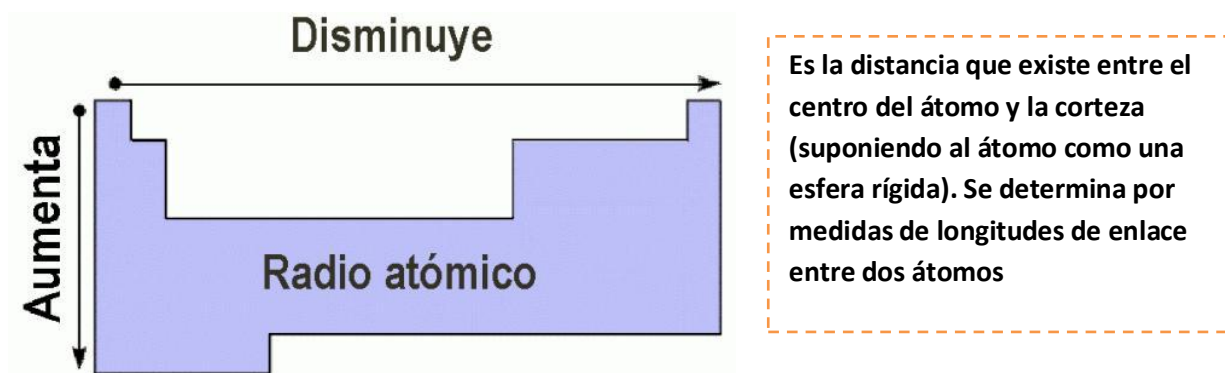 Disminuye
Aumenta
Radio atómico
Es la distancia que existe entre el
centro del átomo y la corteza
(suponiendo al átomo como una
esfera rígida). Se determina por
medidas de longitudes de enlace
entre dos átomos